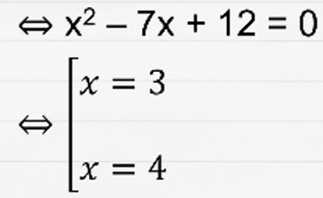 ⇔ x² – 7x + 12 = 0
x = 3
⇔
x = 4